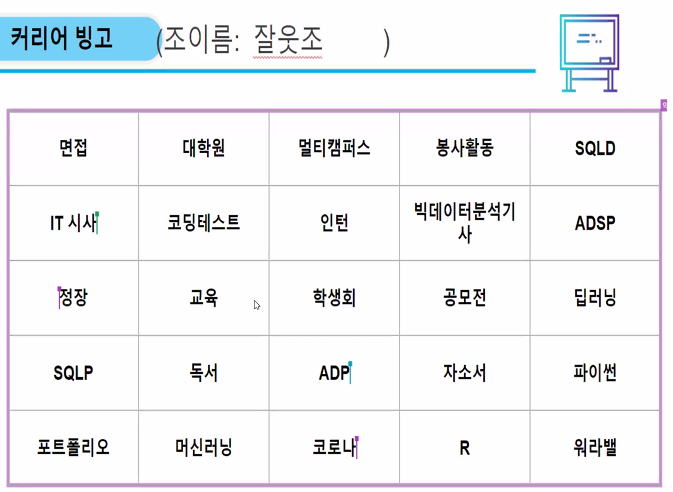 커리어 빙고 (조이름: 잘웃조 )
면접 대학원 멀티캠퍼스 봉사활동 SQLD
IT 시사 코딩테스트 인턴 빅데이터분석기
사 ADSP
정장 교육 학생회 공모전 딥러닝
SQLP 독서 ADP 자소서 파이썬
포트폴리오 머신러닝 코로나 R 워라밸